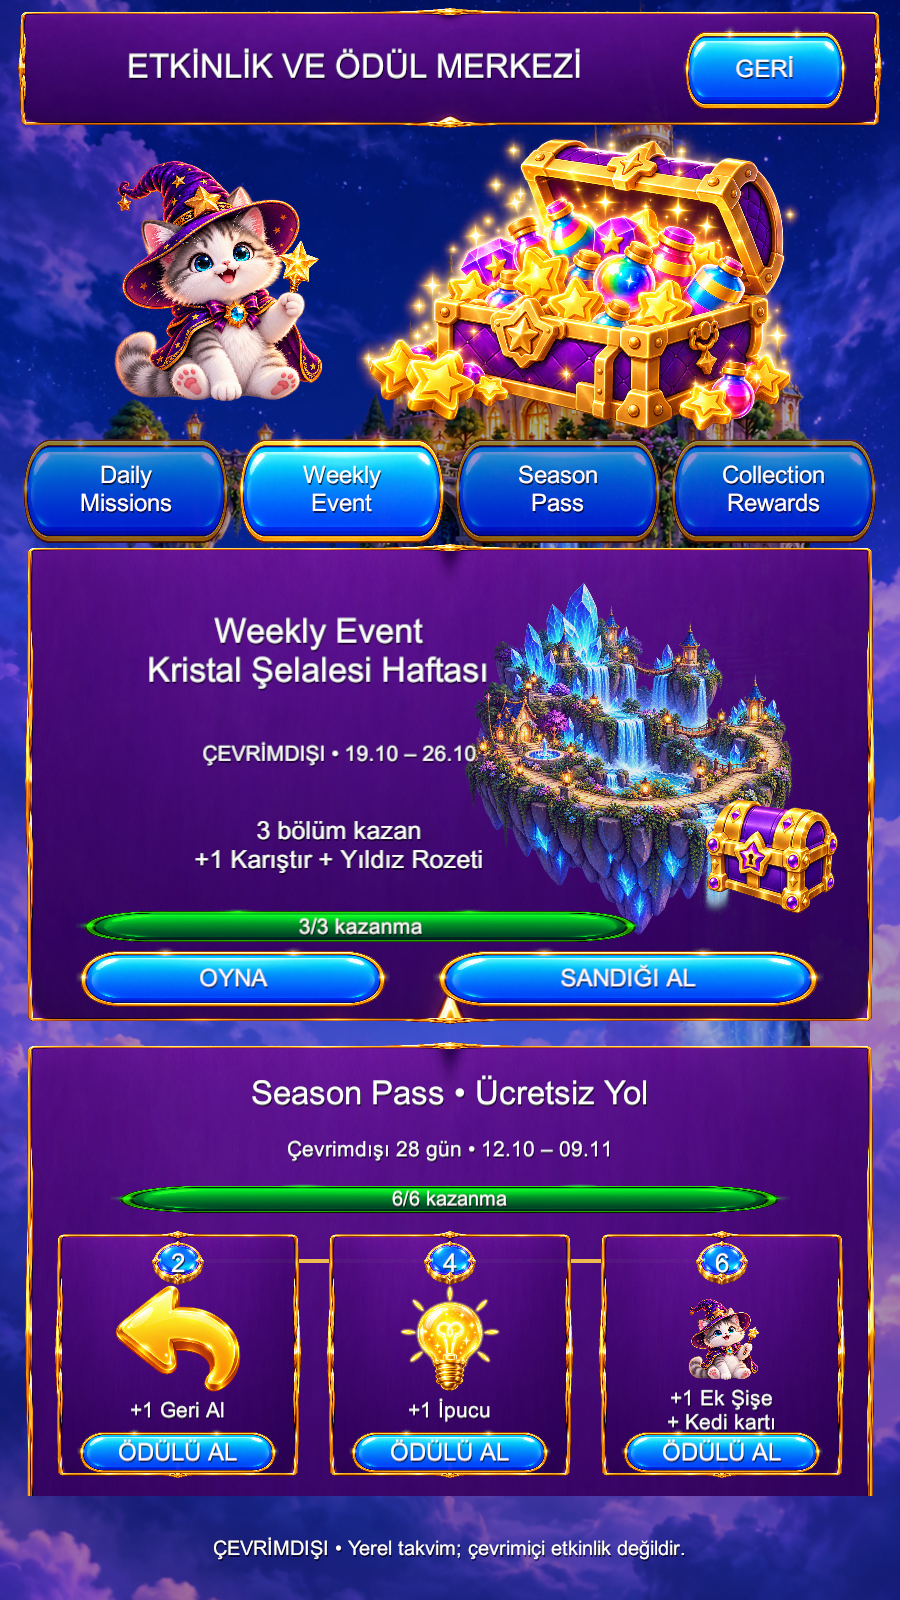 ETKİNLİK VE ÖDÜL MERKEZİ
GERİ
Daily
Missions
Weekly
Event
Season
Pass
Collection
Rewards
Weekly Event
Kristal Şelalesi Haftası
ÇEVRİMDIŞI • 19.10 – 26.10
3 bölüm kazan
+1 Karıştır + Yıldız Rozeti
3/3 kazanma
OYNA
SANDIĞI AL
Season Pass • Ücretsiz Yol
Çevrimdışı 28 gün • 12.10 – 09.11
6/6 kazanma
2
4
6
+1 Geri Al
+1 İpucu
+1 Ek Şişe
+ Kedi kartı
ÖDÜLÜ AL
ÖDÜLÜ AL
ÖDÜLÜ AL
ÇEVRİMDIŞI • Yerel takvim; çevrimiçi etkinlik değildir.